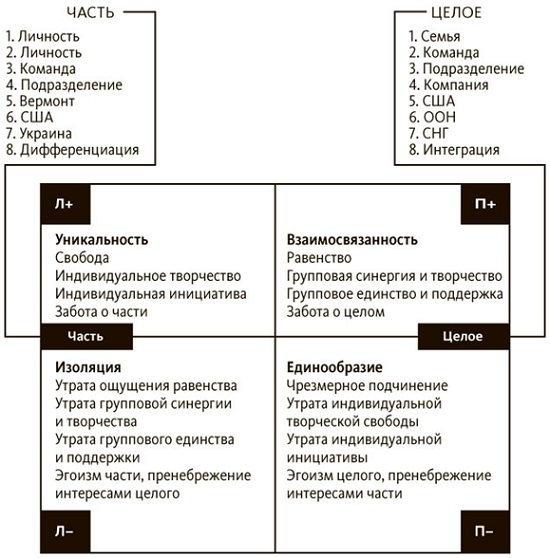 ЧАСТЬ
1. Личность
2. Личность
3. Команда
4. Подразделение
5. Вермонт
6. США
7. Украина
8. Дифференциация
ЦЕЛОЕ
1. Семья
2. Команда
3. Подразделение
4. Компания
5. США
6. ООН
7. СНГ
8. Интеграция
Л+
Уникальность
Свобода
Индивидуальное творчество
Индивидуальная инициатива
Забота о части
П+
Взаимосвязанность
Равенство
Групповая синергия и творчество
Групповое единство и поддержка
Забота о целом
Часть
Целое
Изоляция
Утрата ощущения равенства
Утрата групповой синергии
и творчества
Утрата группового единства
и поддержки
Эгоизм части, пренебрежение
интересами целого
Л–
Единообразие
Чрезмерное подчинение
Утрата индивидуальной
творческой свободы
Утрата индивидуальной
инициативы
Эгоизм целого, пренебрежение
интересами части
П–